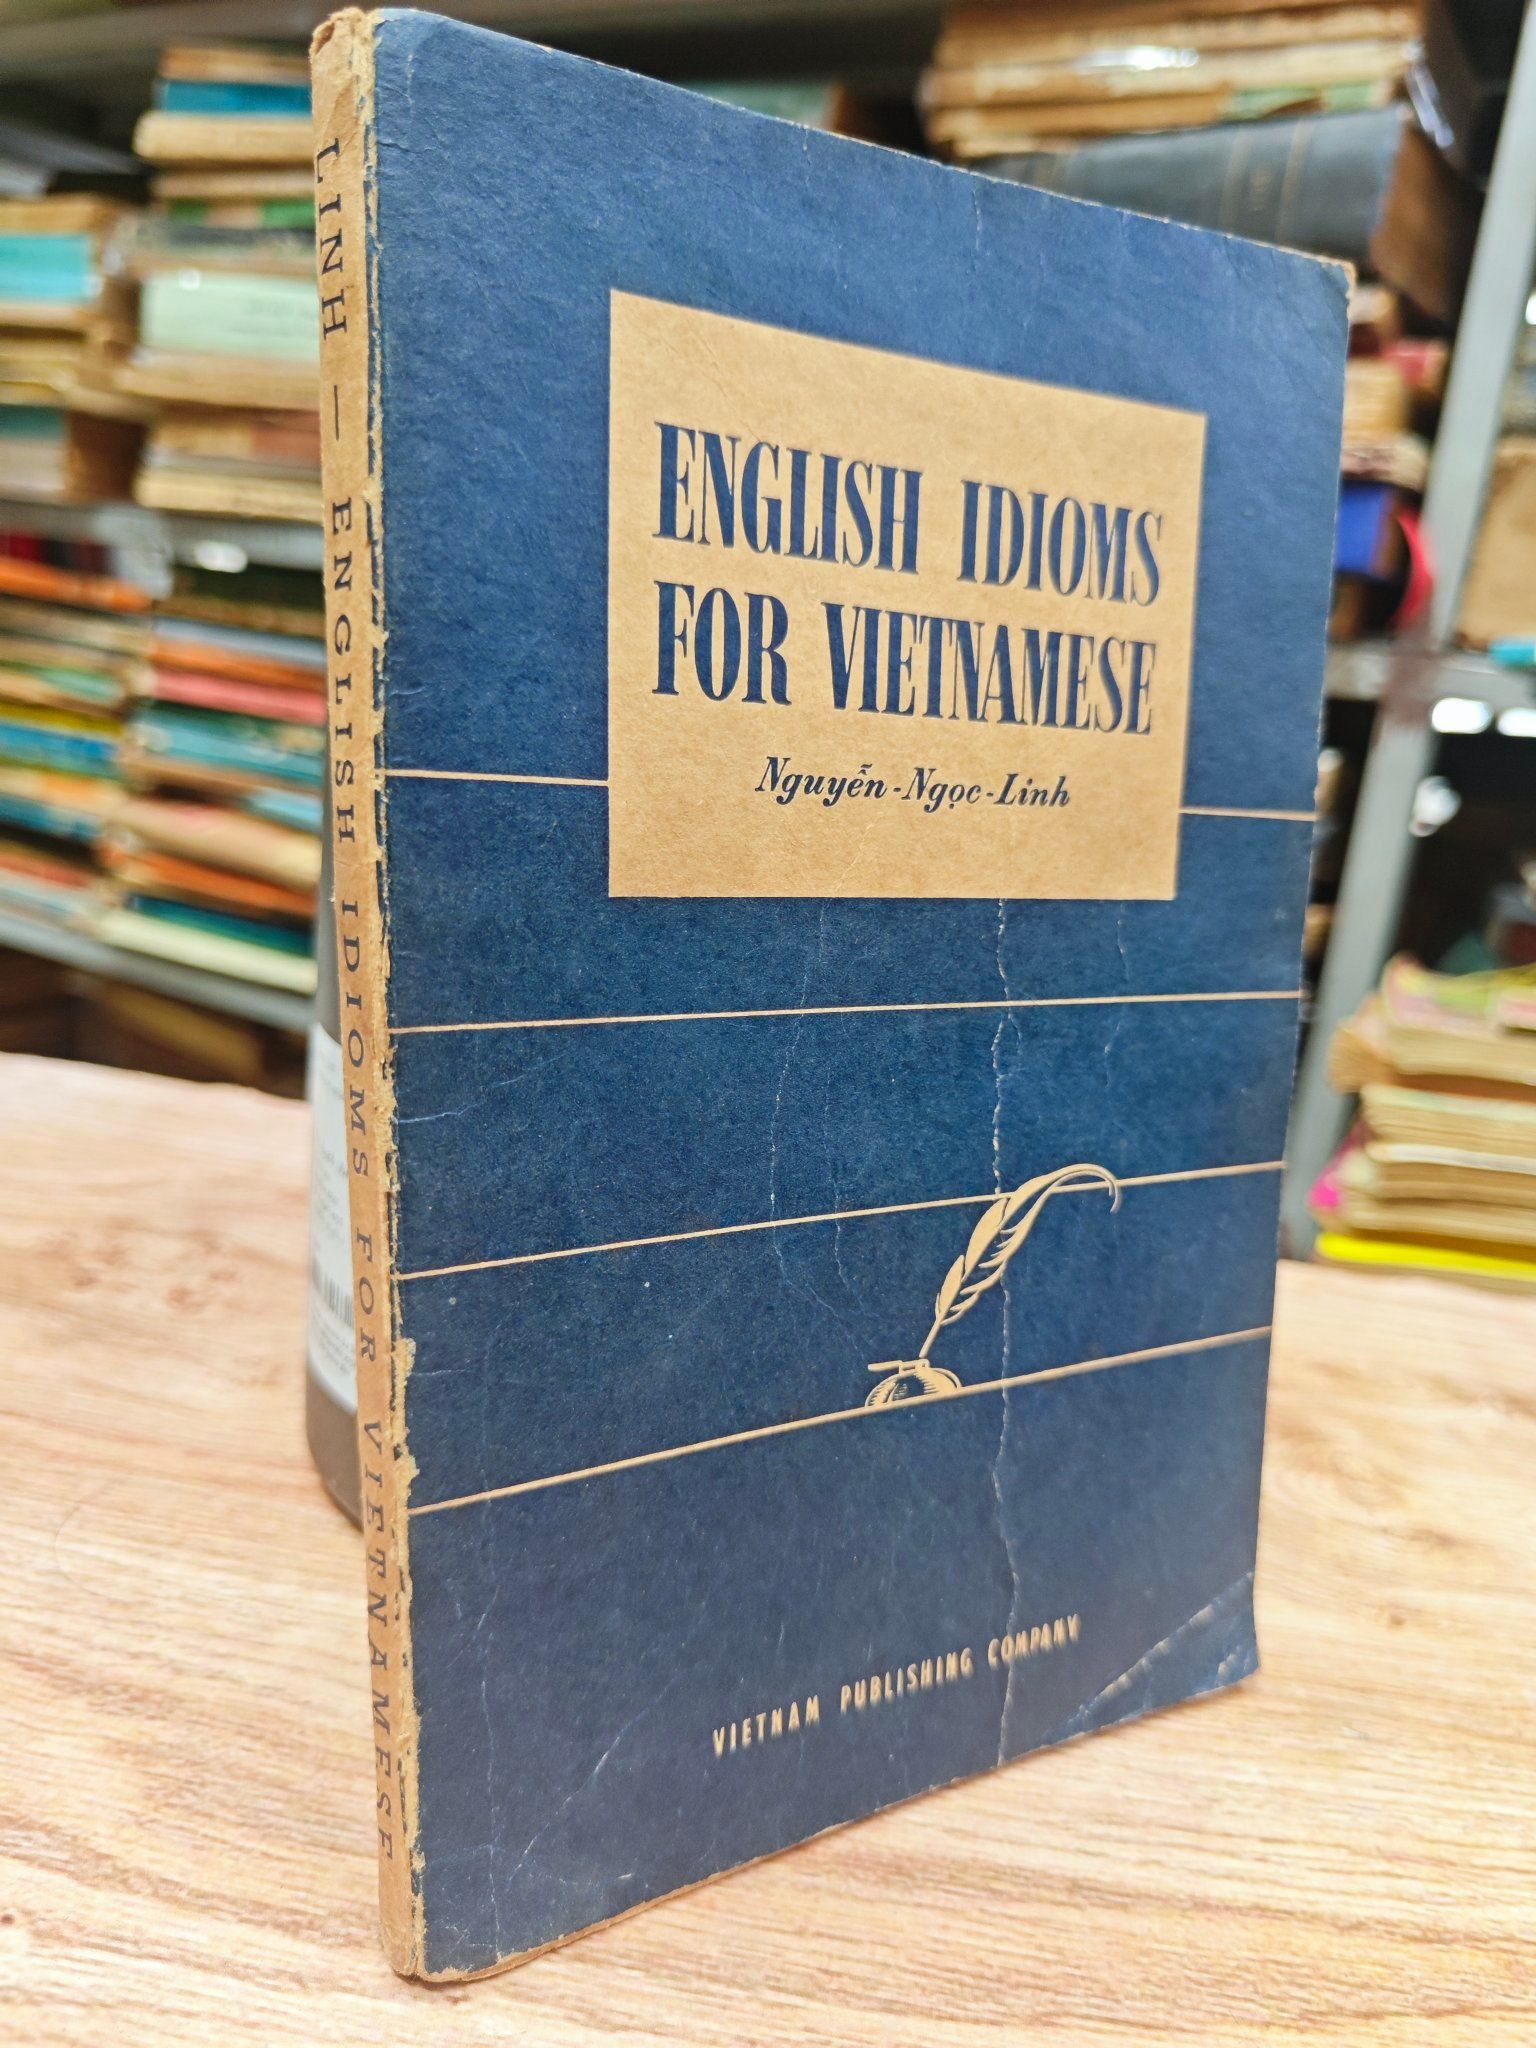 LINH — ENGLISH IDIOMS FOR VIETNAMESE
ENGLISH IDIOMS
FOR VIETNAMESE
Nguyễn-Ngọc-Linh
VIETNAM PUBLISHING COMPANY